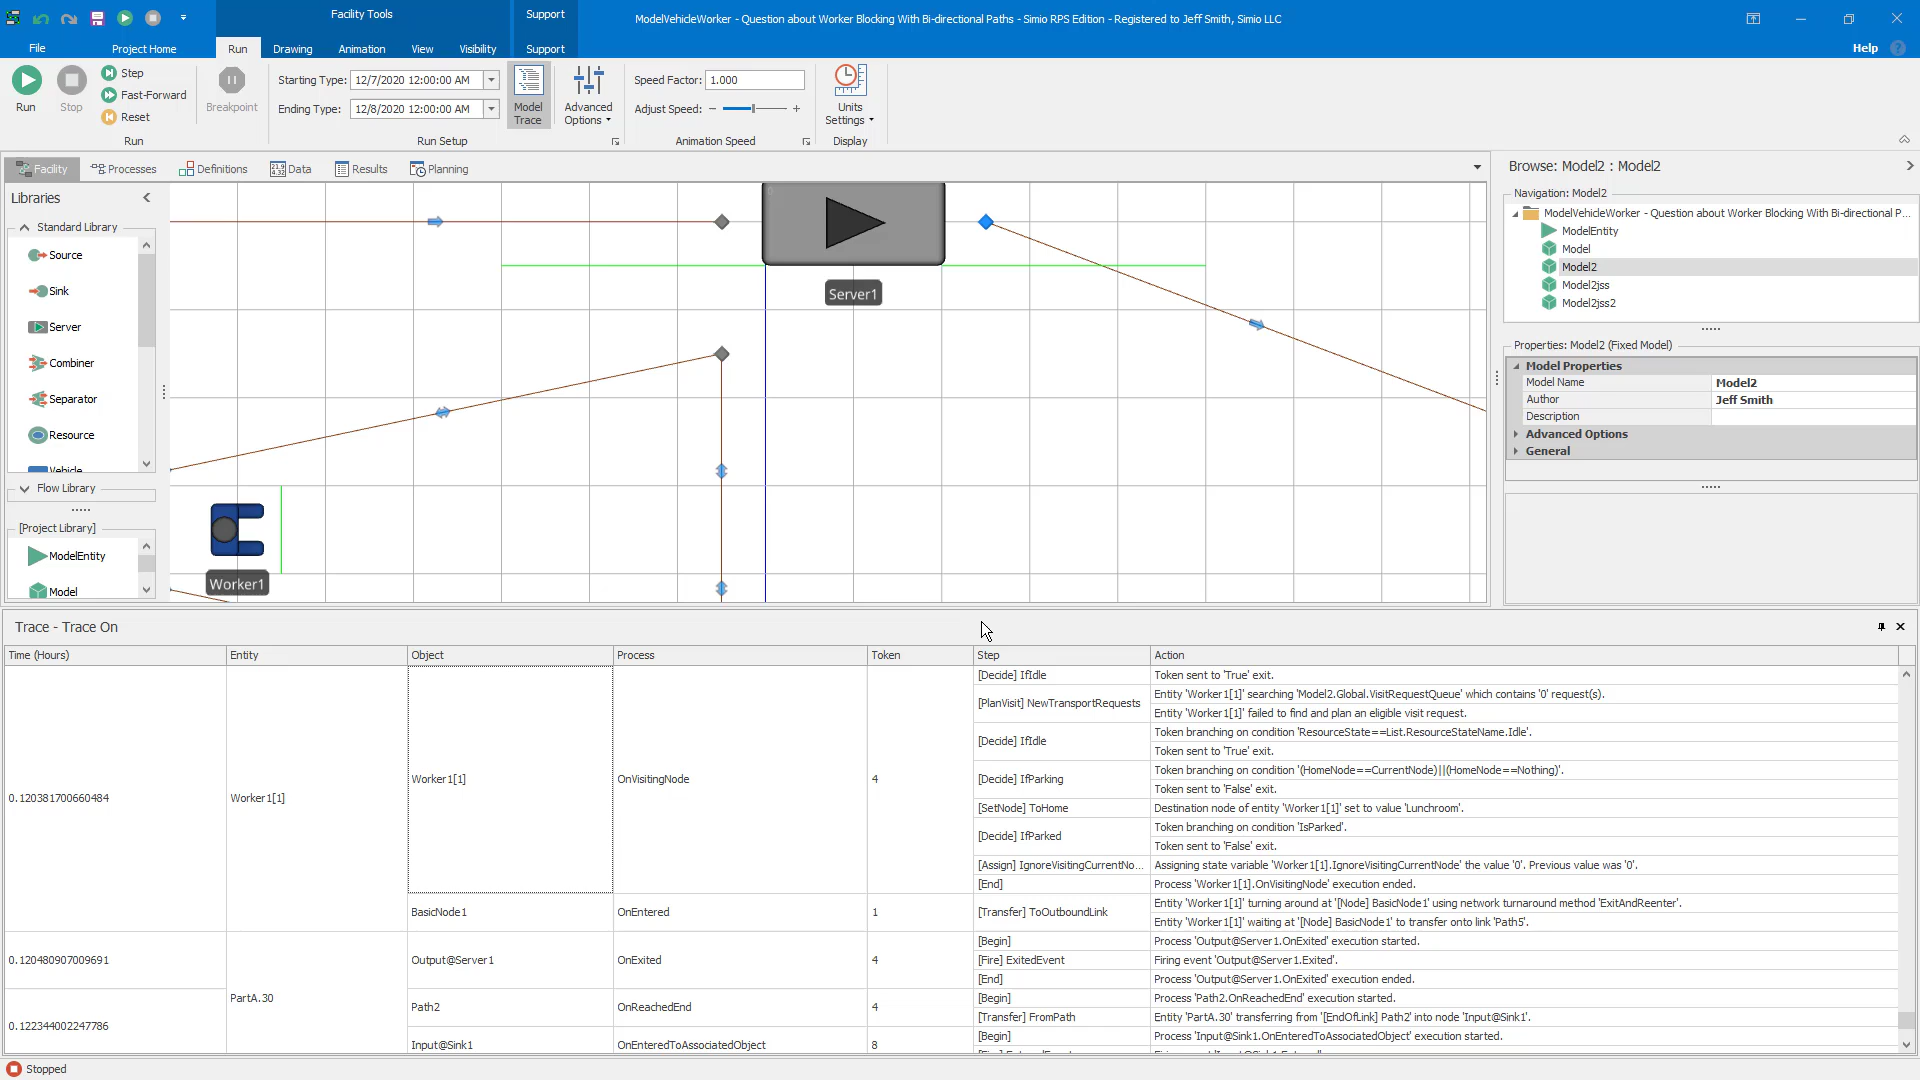 Facility Tools
Support
ModelVehicleWorker - Question about Worker Blocking With Bi-directional Paths - Simio RPS Edition - Registered to Jeff Smith, Simio LLC
File
Project Home
Run
Drawing
Animation
View
Visibility
Support
Help
Run
Stop
Step
Fast-Forward
Reset
Breakpoint
Run
Starting Type: 12/7/2020 12:00:00 AM
Ending Type: 12/8/2020 12:00:00 AM
Run Setup
Model Trace
Advanced Options
Speed Factor: 1.000
Adjust Speed:
Animation Speed
Units Settings
Display
Facility
Processes
Definitions
Data
Results
Planning
Libraries
Standard Library
Source
Sink
Server
Combiner
Separator
Resource
Vehicle
Flow Library
[Project Library]
ModelEntity
Model
Server1
Worker1
Browse: Model2 : Model2
Navigation: Model2
ModelVehicleWorker - Question about Worker Blocking With Bi-directional P...
ModelEntity
Model
Model2
Model2jss
Model2jss2
Properties: Model2 (Fixed Model)
Model Properties
Model Name Model2
Author Jeff Smith
Description
Advanced Options
General
Trace - Trace On
Time (Hours) Entity Object Process Token Step Action
[Decide] IfIdle Token sent to 'True' exit.
[PlanVisit] NewTransportRequests Entity 'Worker1[1]' searching 'Model2.Global.VisitRequestQueue' which contains '0' request(s).
Entity 'Worker1[1]' failed to find and plan an eligible visit request.
[Decide] IfIdle Token branching on condition 'ResourceState==List.ResourceStateName.Idle'.
Token sent to 'True' exit.
0.120381700660484 Worker1[1] Worker1[1] OnVisitingNode 4 [Decide] IfParking Token branching on condition '(HomeNode==CurrentNode)||(HomeNode==Nothing)'.
Token sent to 'False' exit.
[SetNode] ToHome Destination node of entity 'Worker1[1]' set to value 'Lunchroom'.
[Decide] IfParked Token branching on condition 'IsParked'.
Token sent to 'False' exit.
[Assign] IgnoreVisitingCurrentNo... Assigning state variable 'Worker1[1].IgnoreVisitingCurrentNode' the value '0'. Previous value was '0'.
[End] Process 'Worker1[1].OnVisitingNode' execution ended.
BasicNode1 OnEntered 1 [Transfer] ToOutboundLink Entity 'Worker1[1]' turning around at '[Node] BasicNode1' using network turnaround method 'ExitAndReenter'.
Entity 'Worker1[1]' waiting at '[Node] BasicNode1' to transfer onto link 'Path5'.
0.120480907009691 PartA.30 Output@Server1 OnExited 4 [Begin] Process 'Output@Server1.OnExited' execution started.
[Fire] ExitedEvent Firing event 'Output@Server1.Exited'.
[End] Process 'Output@Server1.OnExited' execution ended.
0.122344002247786 Path2 OnReachedEnd 4 [Begin] Process 'Path2.OnReachedEnd' execution started.
[Transfer] FromPath Entity 'PartA.30' transferring from '[EndOfLink] Path2' into node 'Input@Sink1'.
Input@Sink1 OnEnteredToAssociatedObject 8 [Begin] Process 'Input@Sink1.OnEnteredToAssociatedObject' execution started.
Stopped